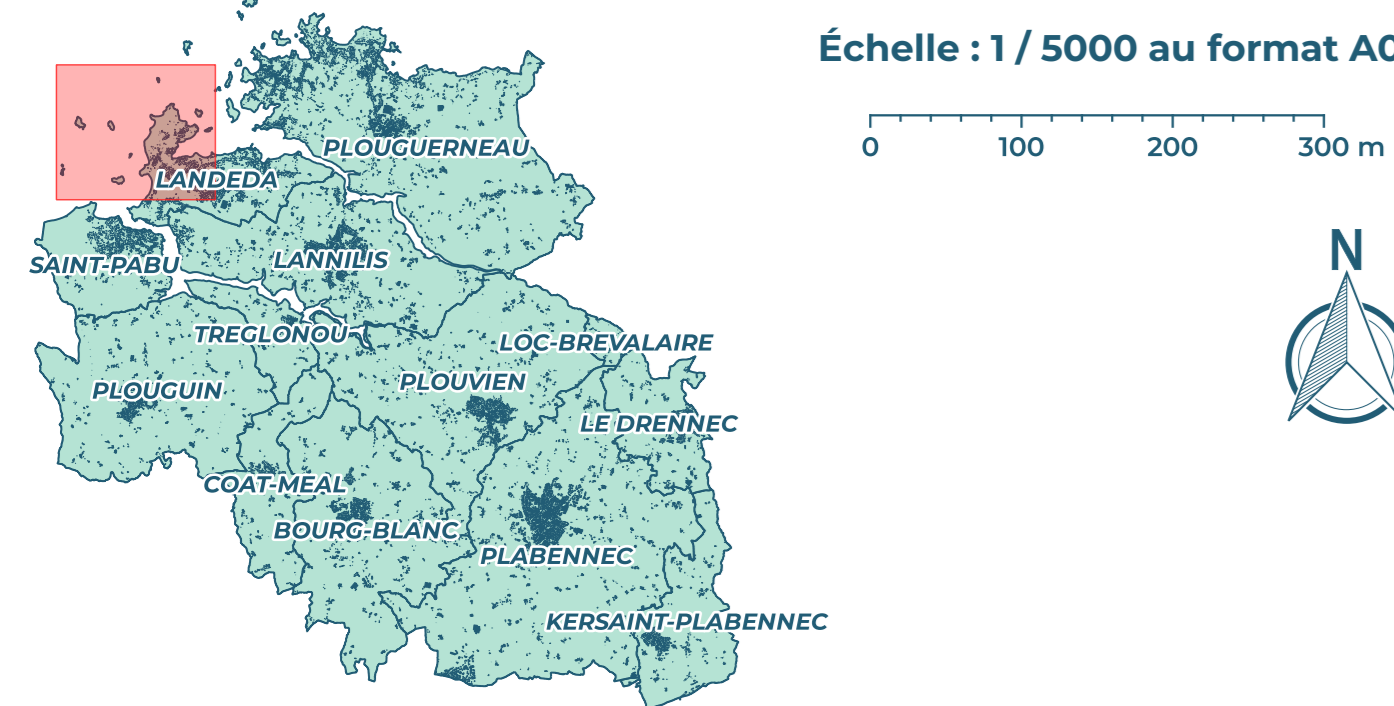 Échelle : 1 / 5000 au format A0
0 100 200 300 m
N
PLOUGUERNEAU
LANDEDA
LANNILIS
SAINT-PABU
TREGLONOU
LOC-BREVALAIRE
PLOUVIEN
PLOUGUIN
LE DRENNEC
COAT-MEAL
BOURG-BLANC
PLABENNEC
KERSAINT-PLABENNEC